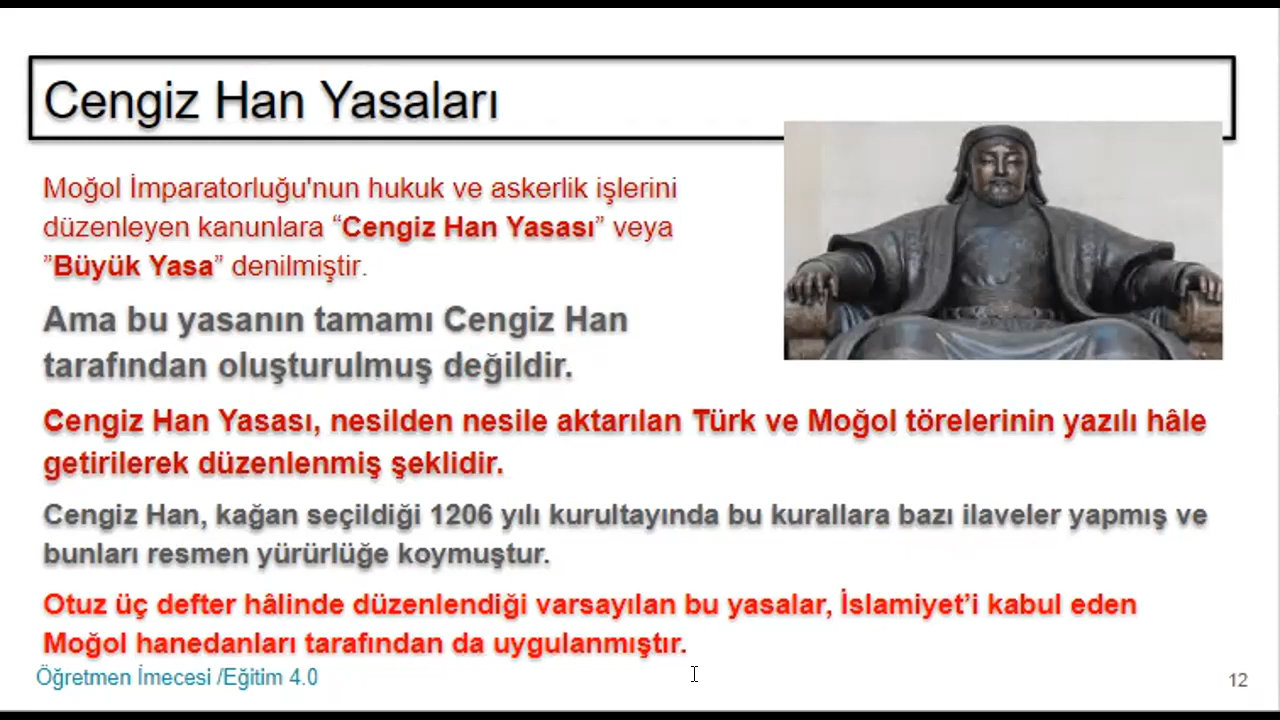 Cengiz Han Yasaları
Moğol İmparatorluğu'nun hukuk ve askerlik işlerini
düzenleyen kanunlara “Cengiz Han Yasası” veya
”Büyük Yasa” denilmiştir.
Ama bu yasanın tamamı Cengiz Han
tarafından oluşturulmuş değildir.
Cengiz Han Yasası, nesilden nesile aktarılan Türk ve Moğol törelerinin yazılı hâle
getirilerek düzenlenmiş şeklidir.
Cengiz Han, kağan seçildiği 1206 yılı kurultayında bu kurallara bazı ilaveler yapmış ve
bunları resmen yürürlüğe koymuştur.
Otuz üç defter hâlinde düzenlendiği varsayılan bu yasalar, İslamiyet’i kabul eden
Moğol hanedanları tarafından da uygulanmıştır.
Öğretmen İmecesi /Eğitim 4.0
12